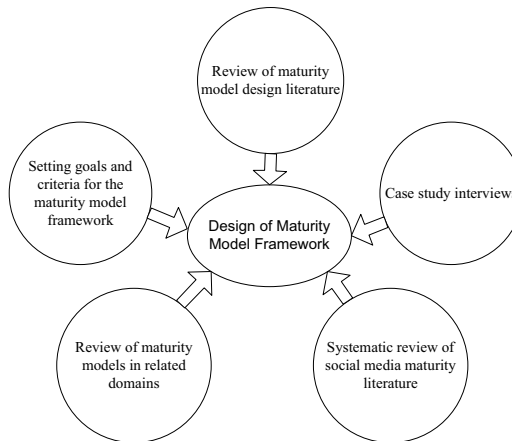 Review of maturity
model design literature
Setting goals and
criteria for the
maturity model
framework
Case study interviews
Design of Maturity
Model Framework
Review of maturity
models in related
domains
Systematic review of
social media maturity
literature